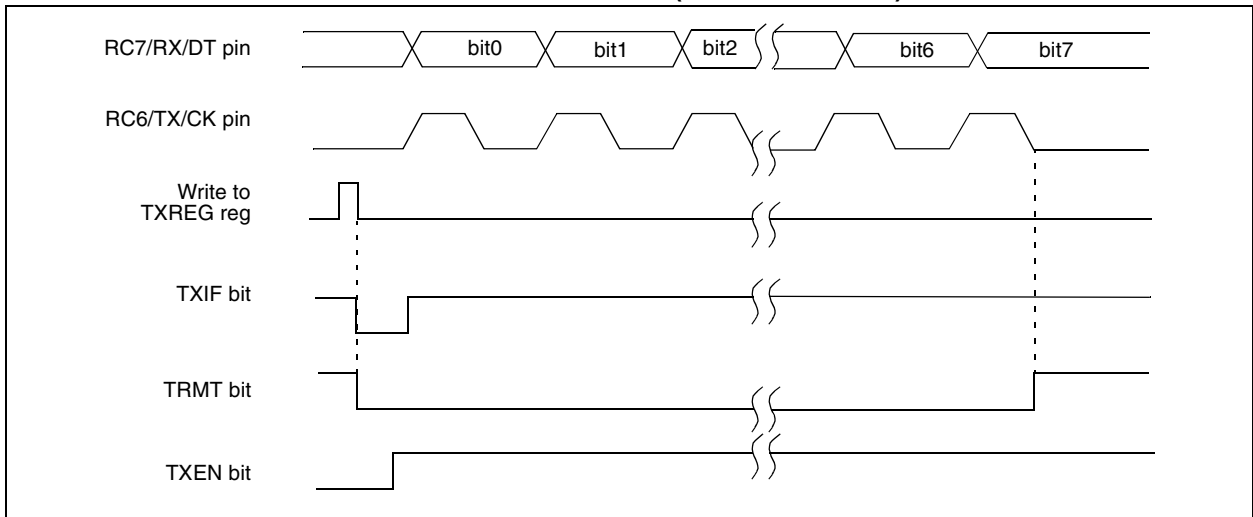 RC7/RX/DT pin
bit0
bit1
bit2
bit6
bit7
RC6/TX/CK pin
Write to
TXREG reg
TXIF bit
TRMT bit
TXEN bit